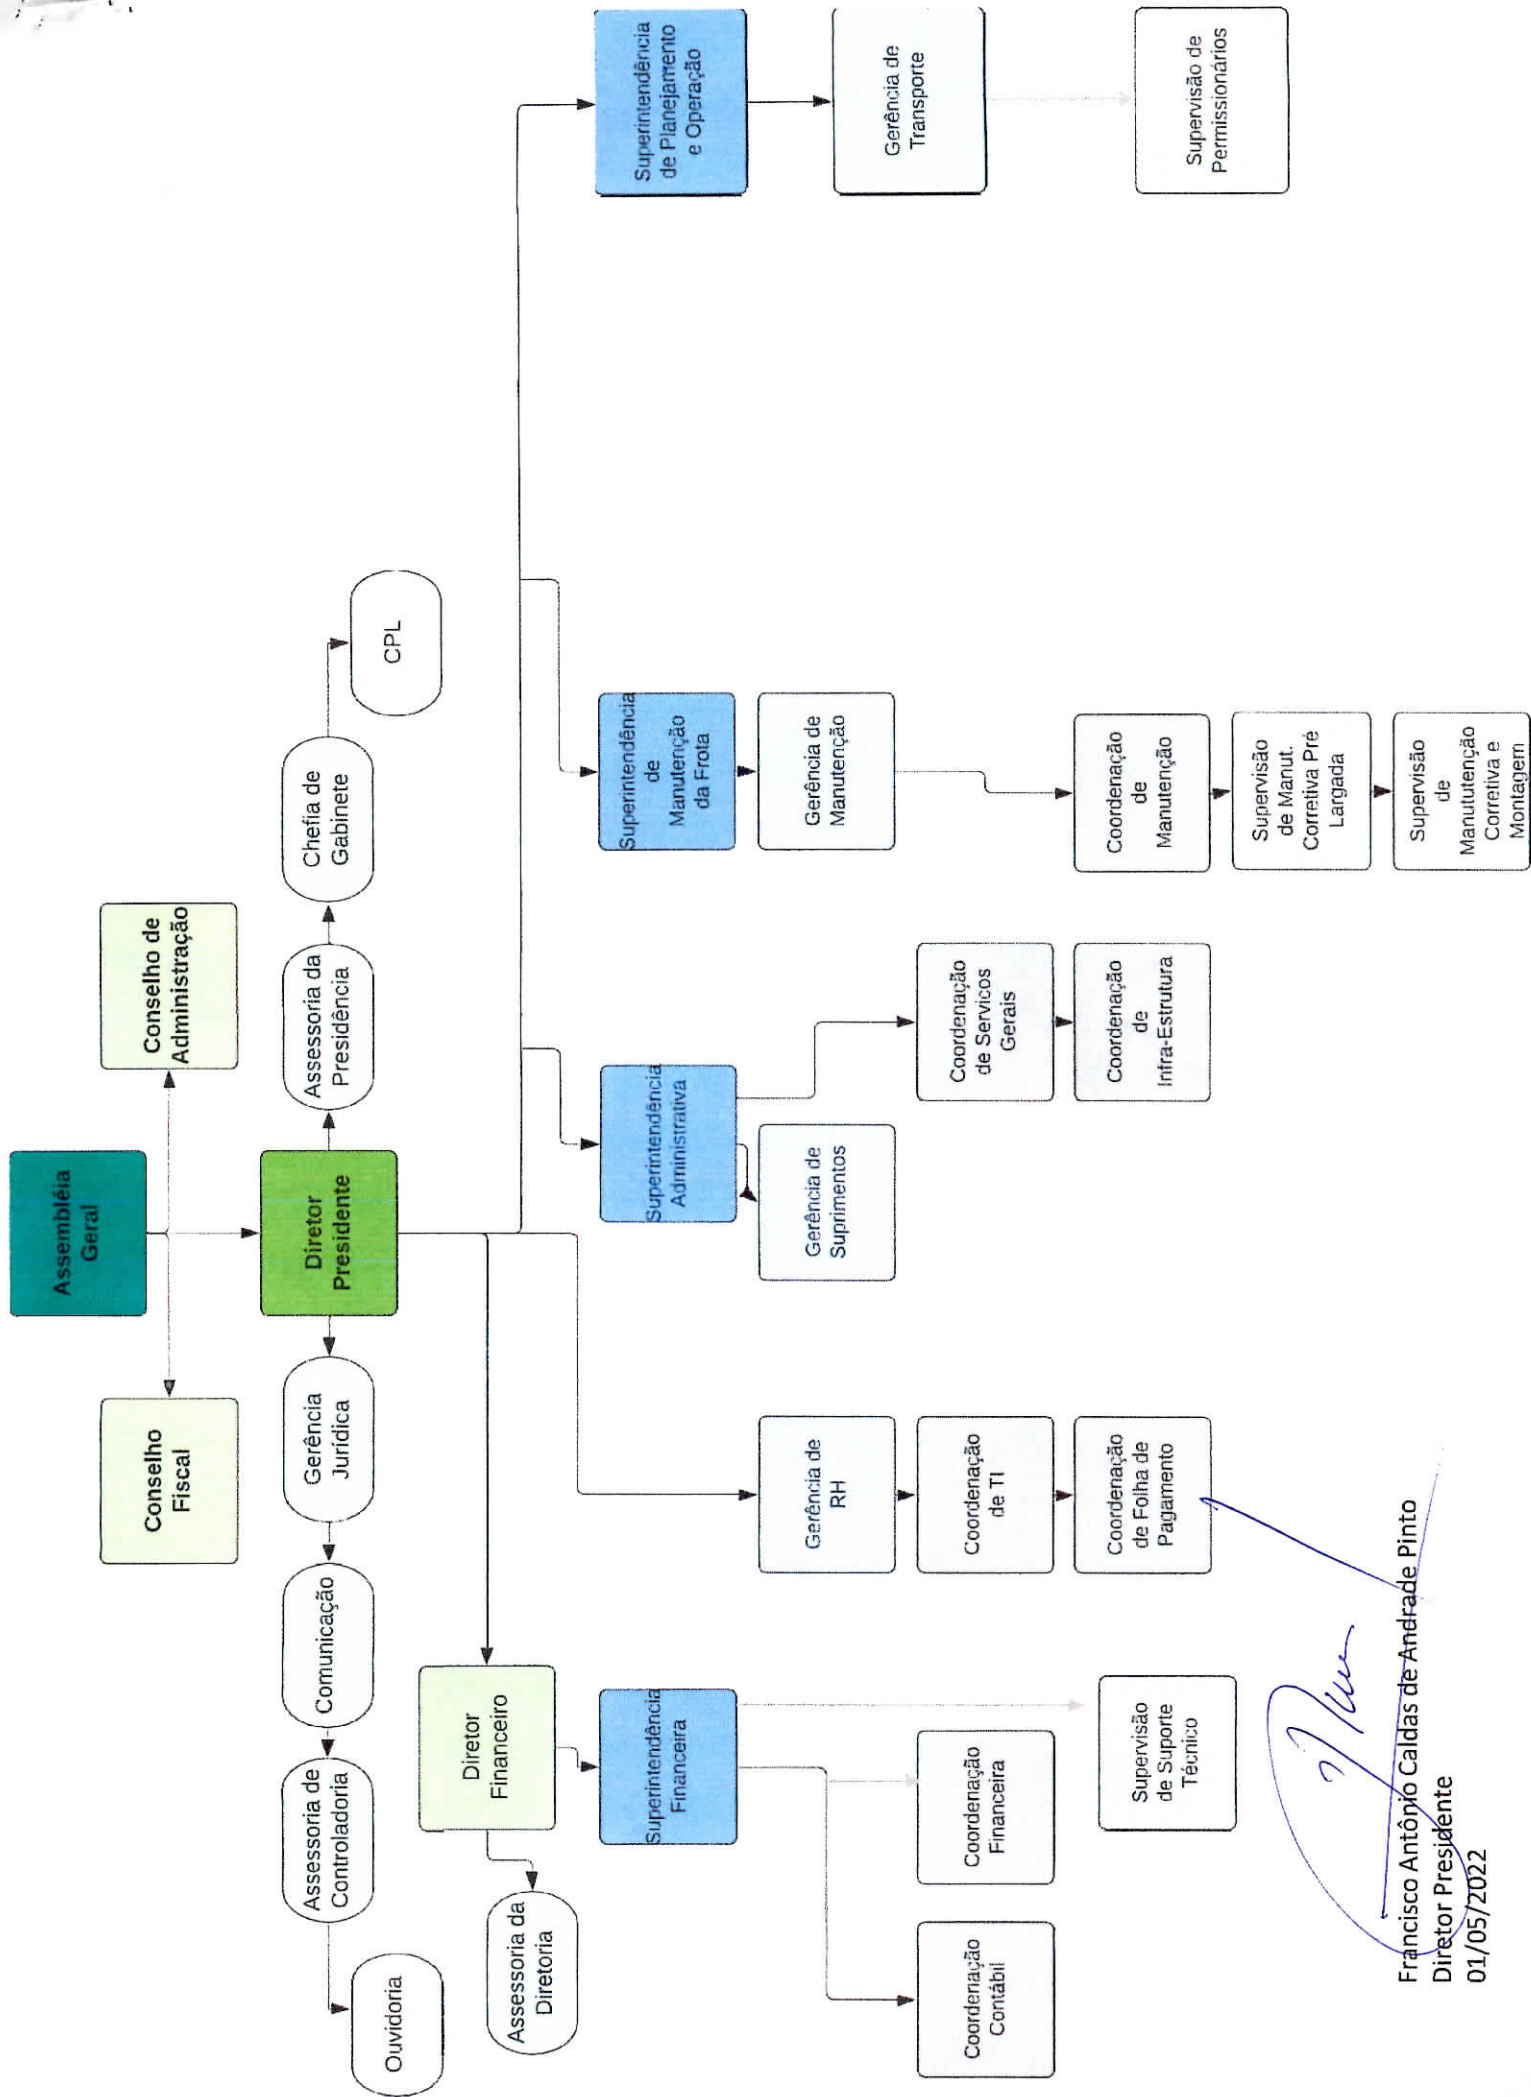 Assembléia
Geral
Conselho
Fiscal
Conselho de
Administração
Diretor
Presidente
Gerência
Jurídica
Comunicação
Assessoria de
Controladoria
Ouvidoria
Assessoria da
Presidência
Chefia de
Gabinete
CPL
Diretor
Financeiro
Assessoria da
Diretoria
Superintendência
Financeira
Superintendência
Administrativa
Superintendência
de
Manutenção
da Frota
Superintendência
de Planejamento
e Operação
Gerência de
RH
Gerência de
Suprimentos
Gerência de
Manutenção
Gerência de
Transporte
Coordenação
Contábil
Coordenação
Financeira
Coordenação
de TI
Coordenação
de Servicos
Gerais
Supervisão
de Suporte
Técnico
Coordenação
de Folha de
Pagamento
Coordenação
de
Infra-Estrutura
Coordenação
de
Manutenção
Supervisão de
Permissionários
Supervisão
de Manut.
Corretiva Pré
Largada
Supervisão
de
Manututenção
Corretiva e
Montagem
Francisco Antônio Caldas de Andrade Pinto
Diretor Presidente
01/05/2022